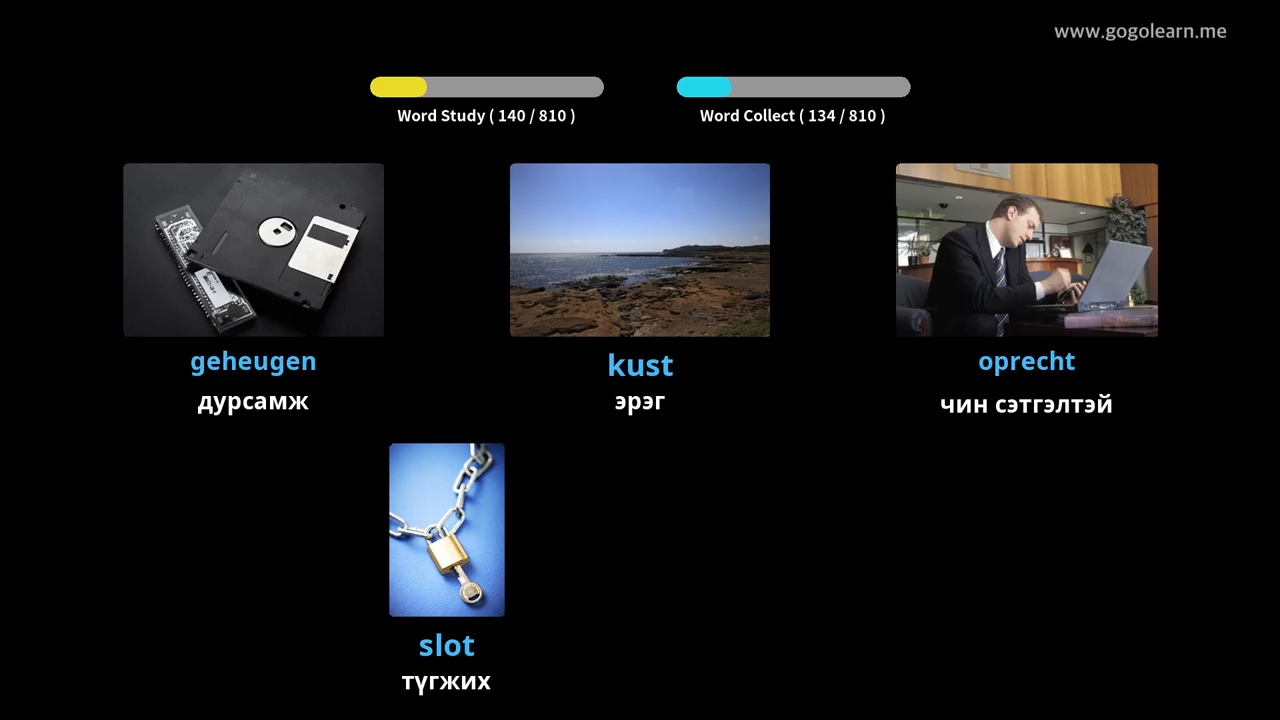 www.gogolearn.me
Word Study ( 140 / 810 )
Word Collect ( 134 / 810 )
geheugen
дурсамж
kust
эрэг
oprecht
чин сэтгэлтэй
slot
түгжих